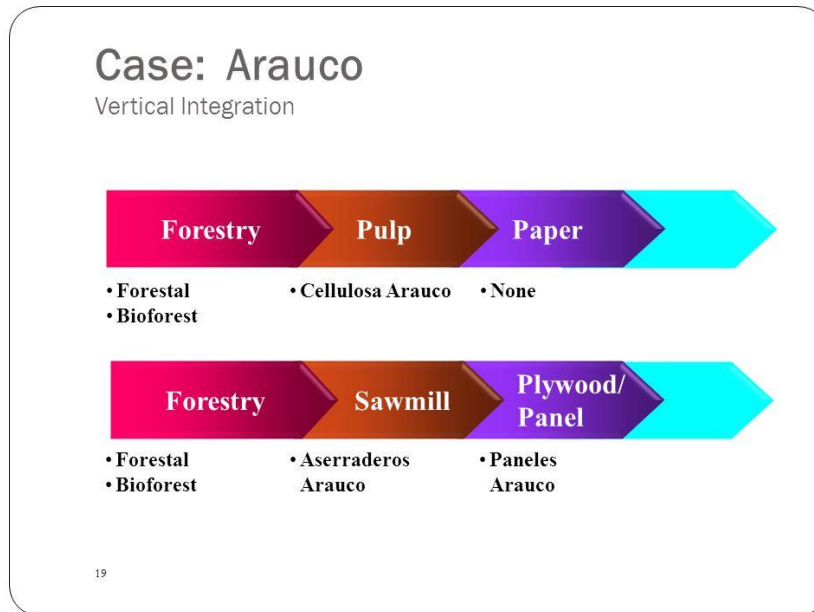 Case: Arauco
Vertical Integration
Forestry
Pulp
Paper
• Forestal
• Bioforest
• Cellulosa Arauco
• None
Forestry
Sawmill
Plywood/
Panel
• Forestal
• Bioforest
• Aserraderos
Arauco
• Paneles
Arauco
19